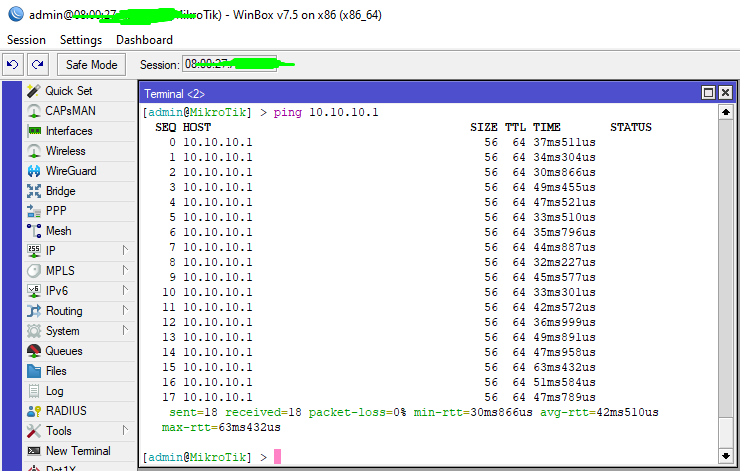 admin@08:00:27: (MikroTik) - WinBox v7.5 on x86 (x86_64)
Session Settings Dashboard
Safe Mode Session: 08:00:27:
Quick Set
CAPsMAN
Interfaces
Wireless
WireGuard
Bridge
PPP
Mesh
IP
MPLS
IPv6
Routing
System
Queues
Files
Log
RADIUS
Tools
New Terminal
Dot1X
Terminal <2>
[admin@MikroTik] > ping 10.10.10.1
SEQ HOST SIZE TTL TIME STATUS
0 10.10.10.1 56 64 37ms511us
1 10.10.10.1 56 64 34ms304us
2 10.10.10.1 56 64 30ms866us
3 10.10.10.1 56 64 49ms455us
4 10.10.10.1 56 64 47ms521us
5 10.10.10.1 56 64 33ms510us
6 10.10.10.1 56 64 35ms796us
7 10.10.10.1 56 64 44ms887us
8 10.10.10.1 56 64 32ms227us
9 10.10.10.1 56 64 45ms577us
10 10.10.10.1 56 64 33ms301us
11 10.10.10.1 56 64 42ms572us
12 10.10.10.1 56 64 36ms999us
13 10.10.10.1 56 64 49ms891us
14 10.10.10.1 56 64 47ms958us
15 10.10.10.1 56 64 63ms432us
16 10.10.10.1 56 64 51ms584us
17 10.10.10.1 56 64 47ms789us
sent=18 received=18 packet-loss=0% min-rtt=30ms866us avg-rtt=42ms510us
max-rtt=63ms432us
[admin@MikroTik] >